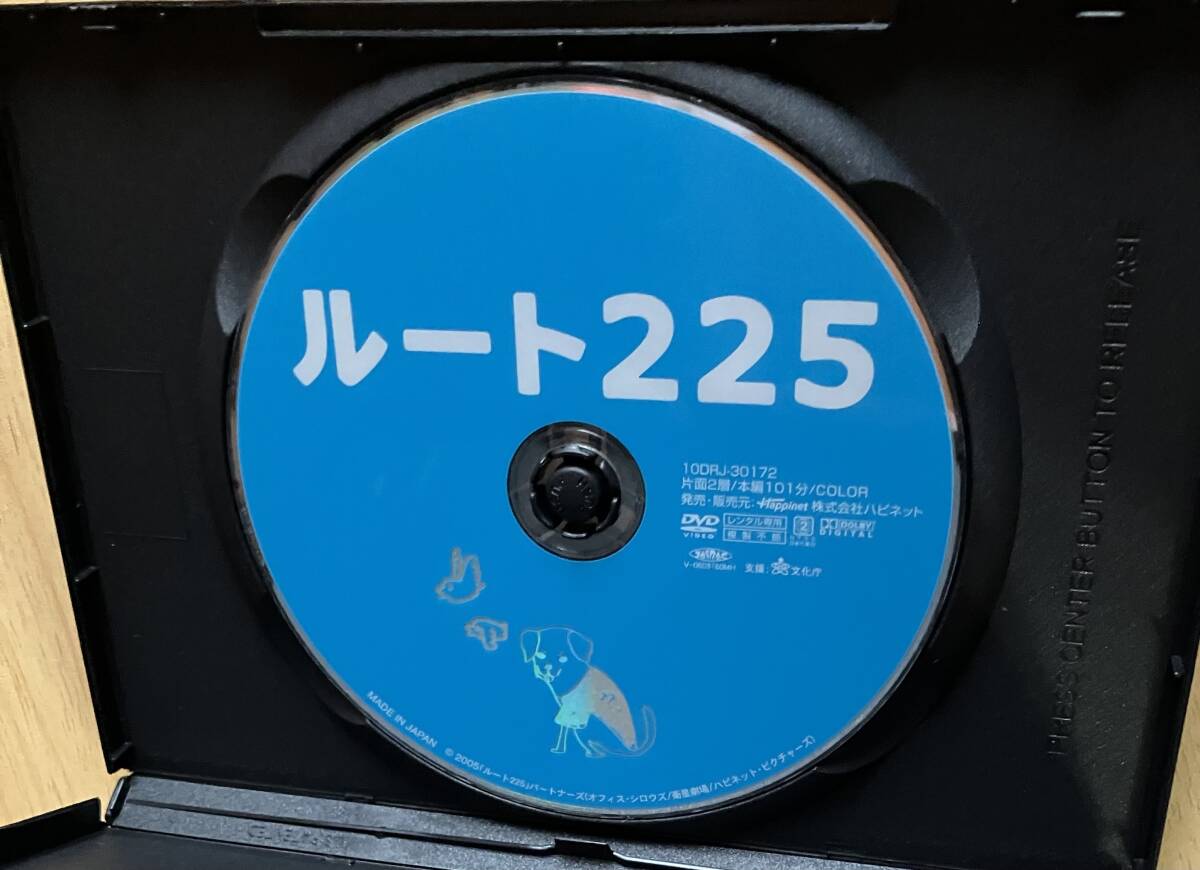 ルート225
10DRJ-30172
片面2層/本編101分/COLOR
発売・販売元: Happinet 株式会社ハピネット
DVD VIDEO レンタル専用 複製不能 2 DOLBY DIGITAL
支援: 文化庁
MADE IN JAPAN © 2005「ルート225」パートナーズ(オフィス・シロウズ/衛星劇場/ハピネット・ピクチャーズ)
PRESS CENTER BUTTON TO RELEASE